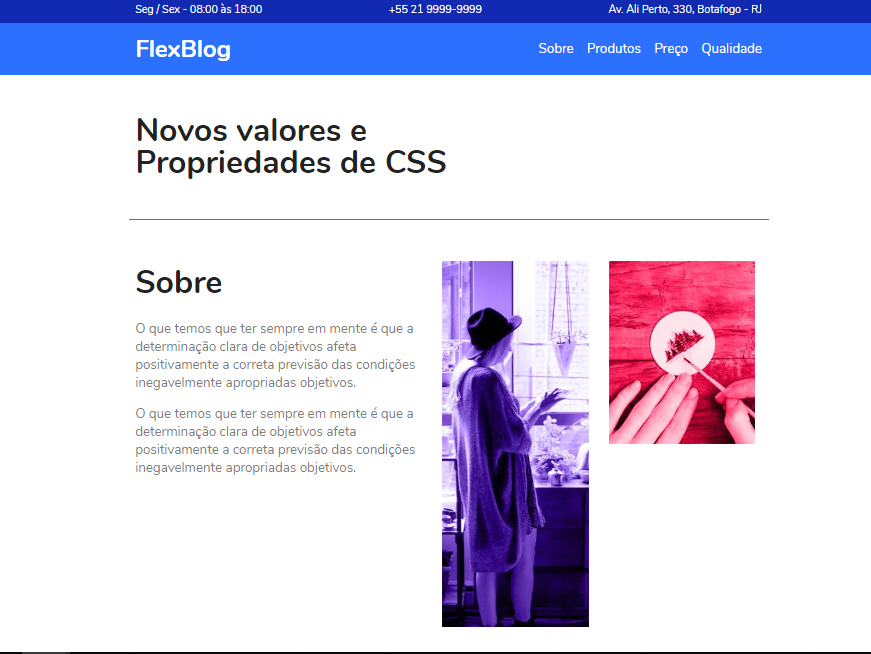 Seg / Sex - 08:00 às 18:00
+55 21 9999-9999
Av. Ali Perto, 330, Botafogo - RJ
FlexBlog
Sobre Produtos Preço Qualidade
Novos valores e
Propriedades de CSS
Sobre
O que temos que ter sempre em mente é que a
determinação clara de objetivos afeta
positivamente a correta previsão das condições
inegavelmente apropriadas objetivos.
O que temos que ter sempre em mente é que a
determinação clara de objetivos afeta
positivamente a correta previsão das condições
inegavelmente apropriadas objetivos.